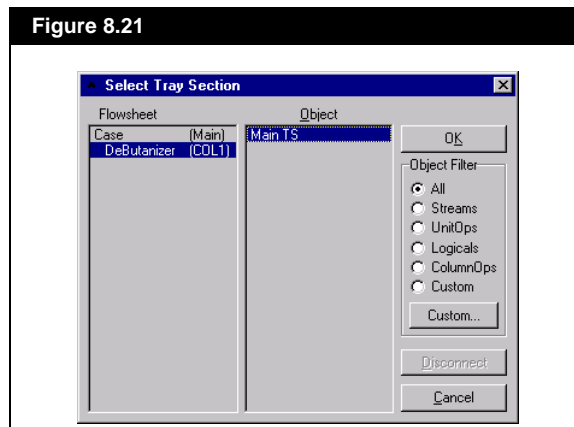 Figure 8.21
Select Tray Section
Flowsheet
Object
Case (Main)
DeButanizer (COL1)
Main TS
OK
Object Filter
All
Streams
UnitOps
Logicals
ColumnOps
Custom
Custom...
Disconnect
Cancel